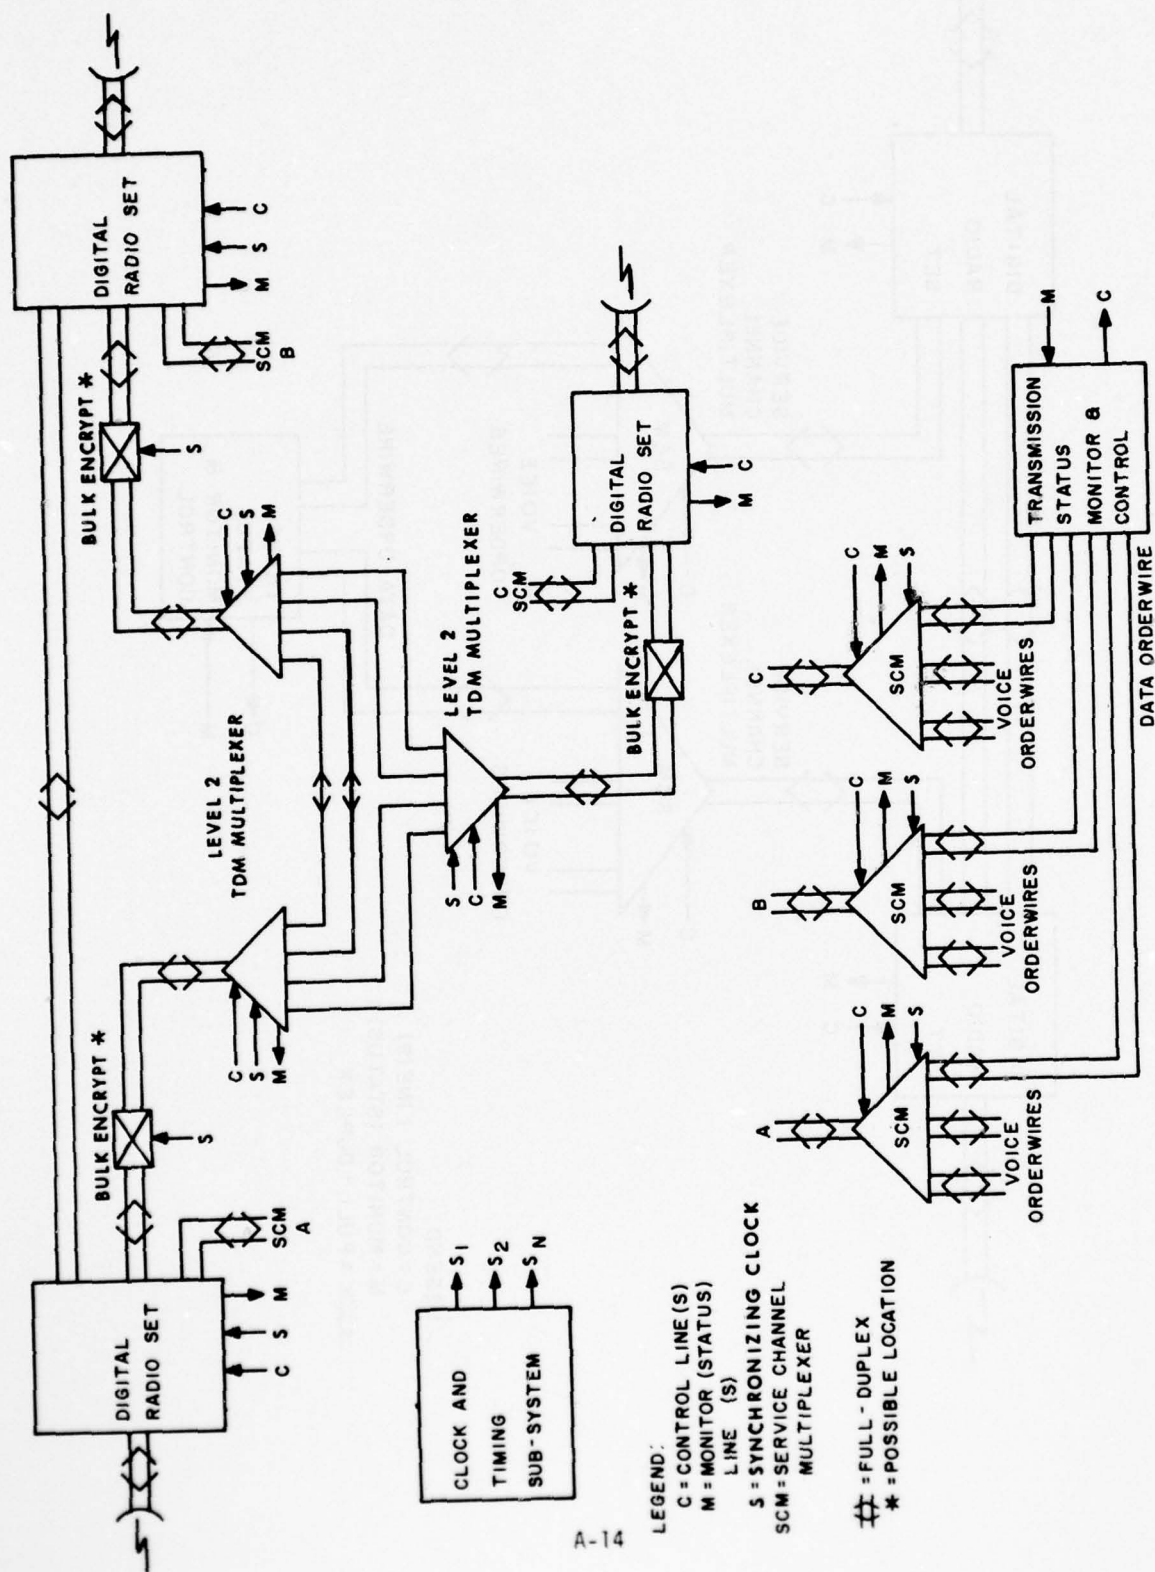 DIGITAL
RADIO SET
C
S
M
SCM
A
BULK ENCRYPT *
S
C
S
M
LEVEL 2
TDM MULTIPLEXER
C
S
M
BULK ENCRYPT *
S
DIGITAL
RADIO SET
M
S
C
SCM
B
LEVEL 2
TDM MULTIPLEXER
S
C
M
BULK ENCRYPT *
C
SCM
DIGITAL
RADIO SET
M
C
CLOCK AND
TIMING
SUB-SYSTEM
S1
S2
SN
A
SCM
C
M
S
VOICE
ORDERWIRES
B
SCM
C
M
S
VOICE
ORDERWIRES
C
SCM
C
M
S
VOICE
ORDERWIRES
DATA ORDERWIRE
TRANSMISSION
STATUS
MONITOR &
CONTROL
M
C
LEGEND:
C = CONTROL LINE(S)
M = MONITOR (STATUS)
LINE (S)
S = SYNCHRONIZING CLOCK
SCM = SERVICE CHANNEL
MULTIPLEXER
= FULL-DUPLEX
* = POSSIBLE LOCATION
A-14